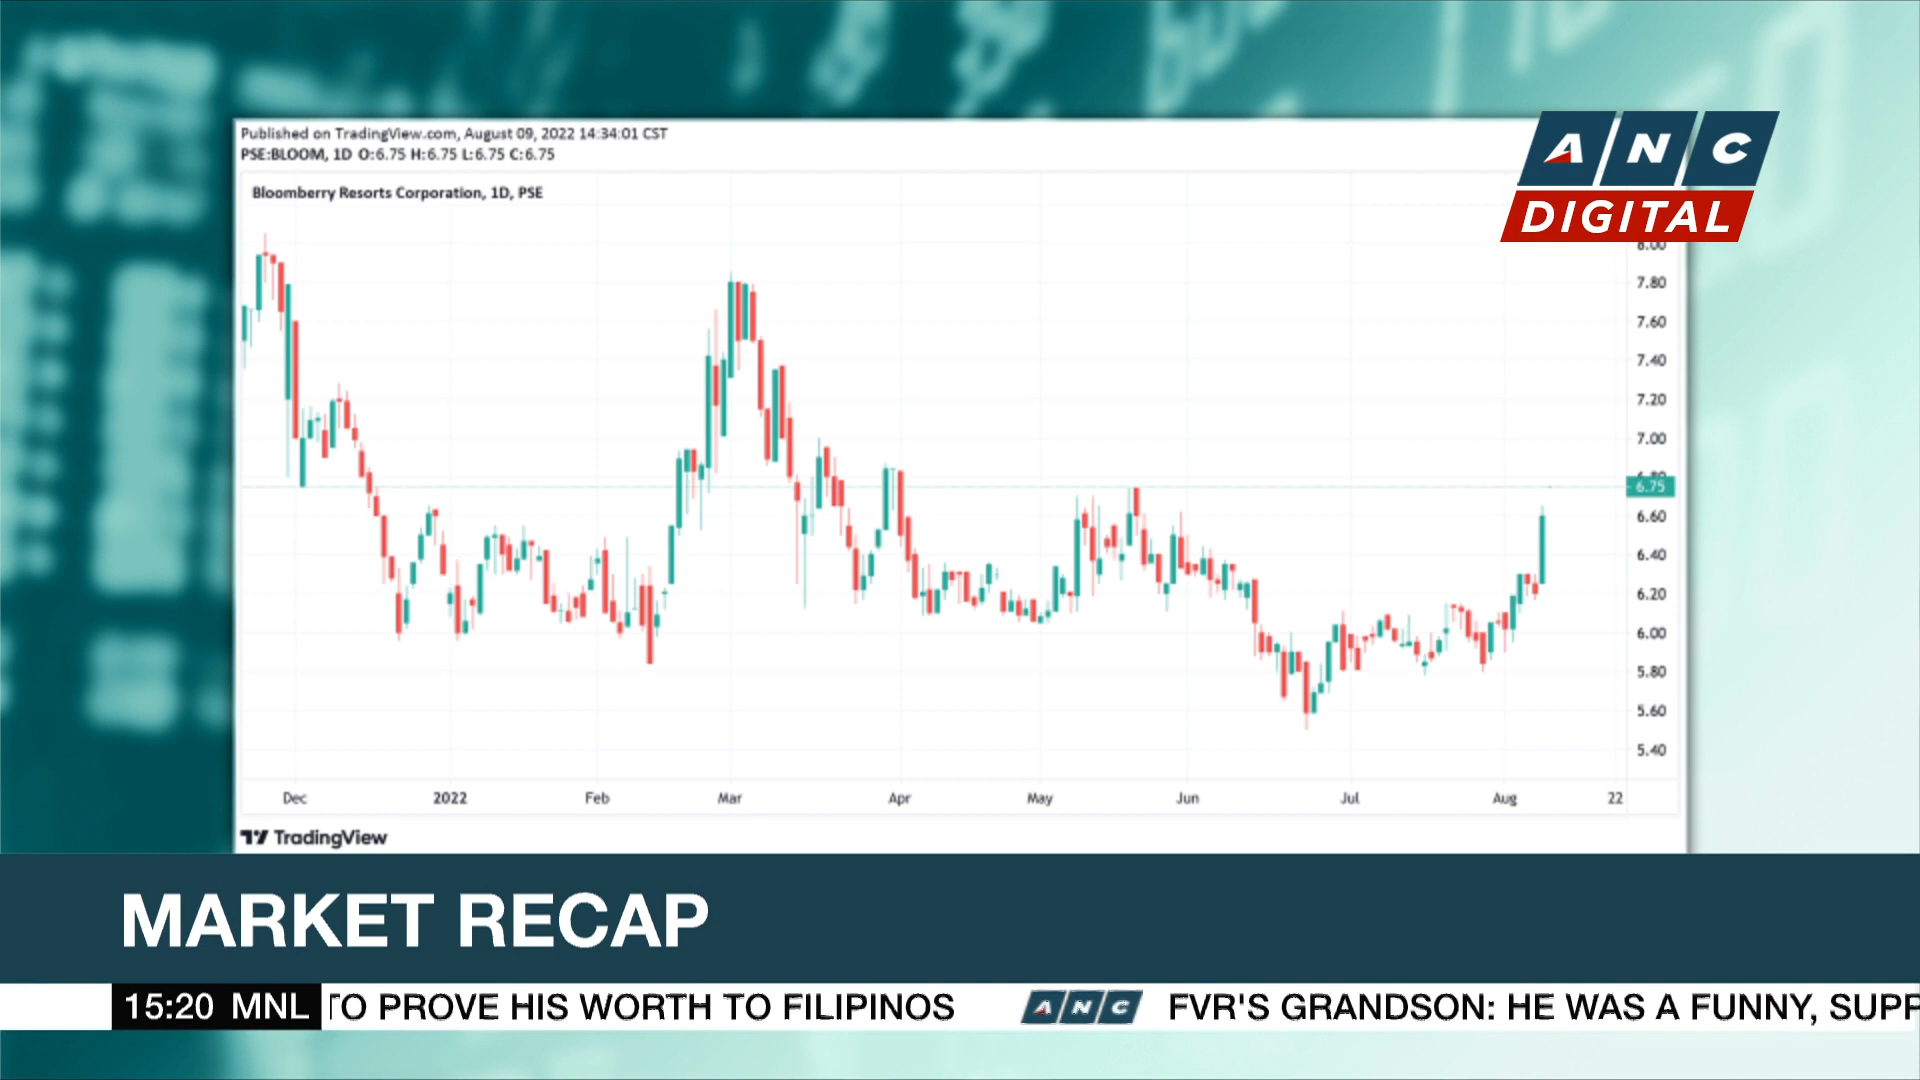 Published on TradingView.com, August 09, 2022 14:34:01 CST
PSE:BLOOM, 1D O:6.75 H:6.75 L:6.75 C:6.75
Bloomberry Resorts Corporation, 1D, PSE
ANC
DIGITAL
8.00
7.80
7.60
7.40
7.20
7.00
6.80
6.75
6.60
6.40
6.20
6.00
5.80
5.60
5.40
Dec 2022 Feb Mar Apr May Jun Jul Aug 22
TradingView
MARKET RECAP
15:20 MNL TO PROVE HIS WORTH TO FILIPINOS ANC FVR'S GRANDSON: HE WAS A FUNNY, SUPP